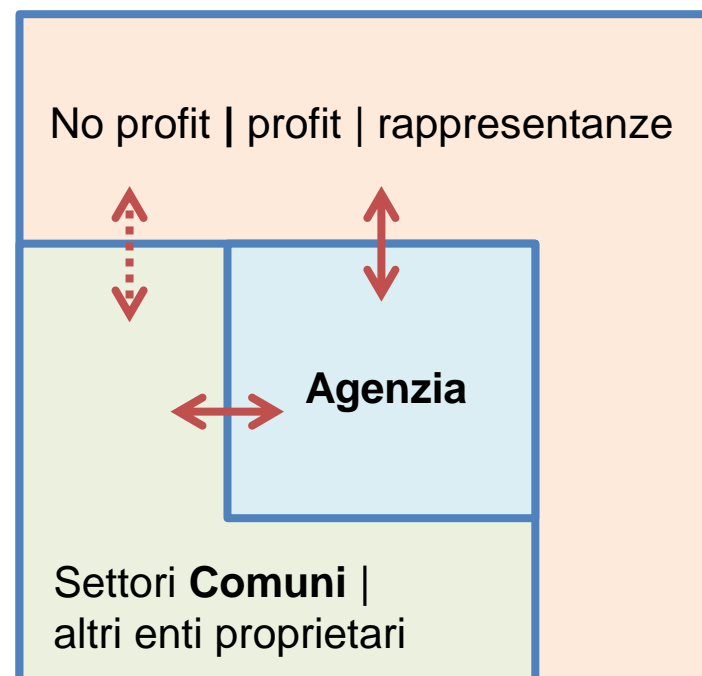 No profit | profit | rappresentanze
Agenzia
Settori Comuni |
altri enti proprietari